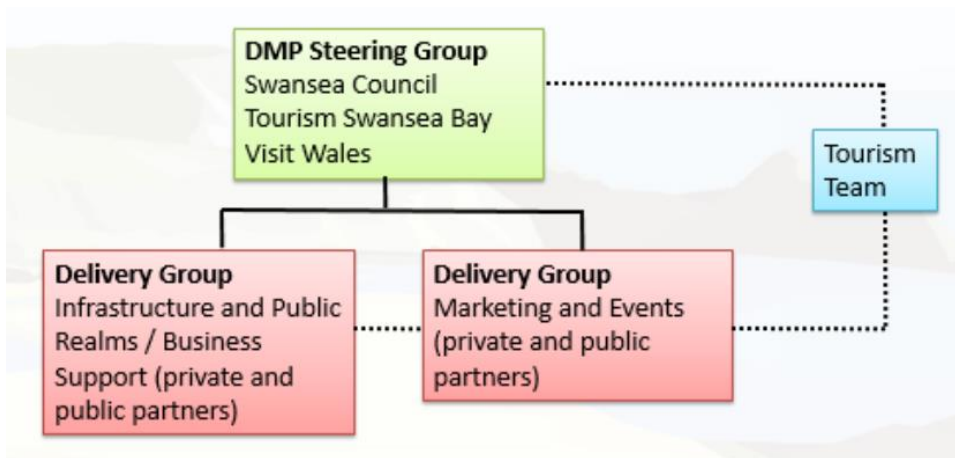 DMP Steering Group
Swansea Council
Tourism Swansea Bay
Visit Wales
Tourism
Team
Delivery Group
Infrastructure and Public
Realms / Business
Support (private and
public partners)
Delivery Group
Marketing and Events
(private and public
partners)